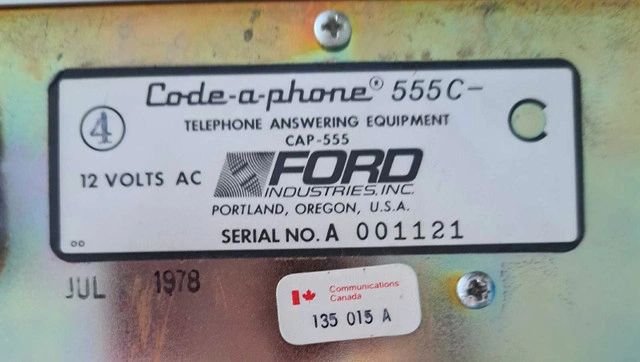 Code-a-phone® 555C-
4
TELEPHONE ANSWERING EQUIPMENT
CAP-555
12 VOLTS AC
FORD
INDUSTRIES, INC.
PORTLAND, OREGON, U.S.A.
SERIAL NO. A 001121
00
JUL 1978
Communications
Canada
135 015 A